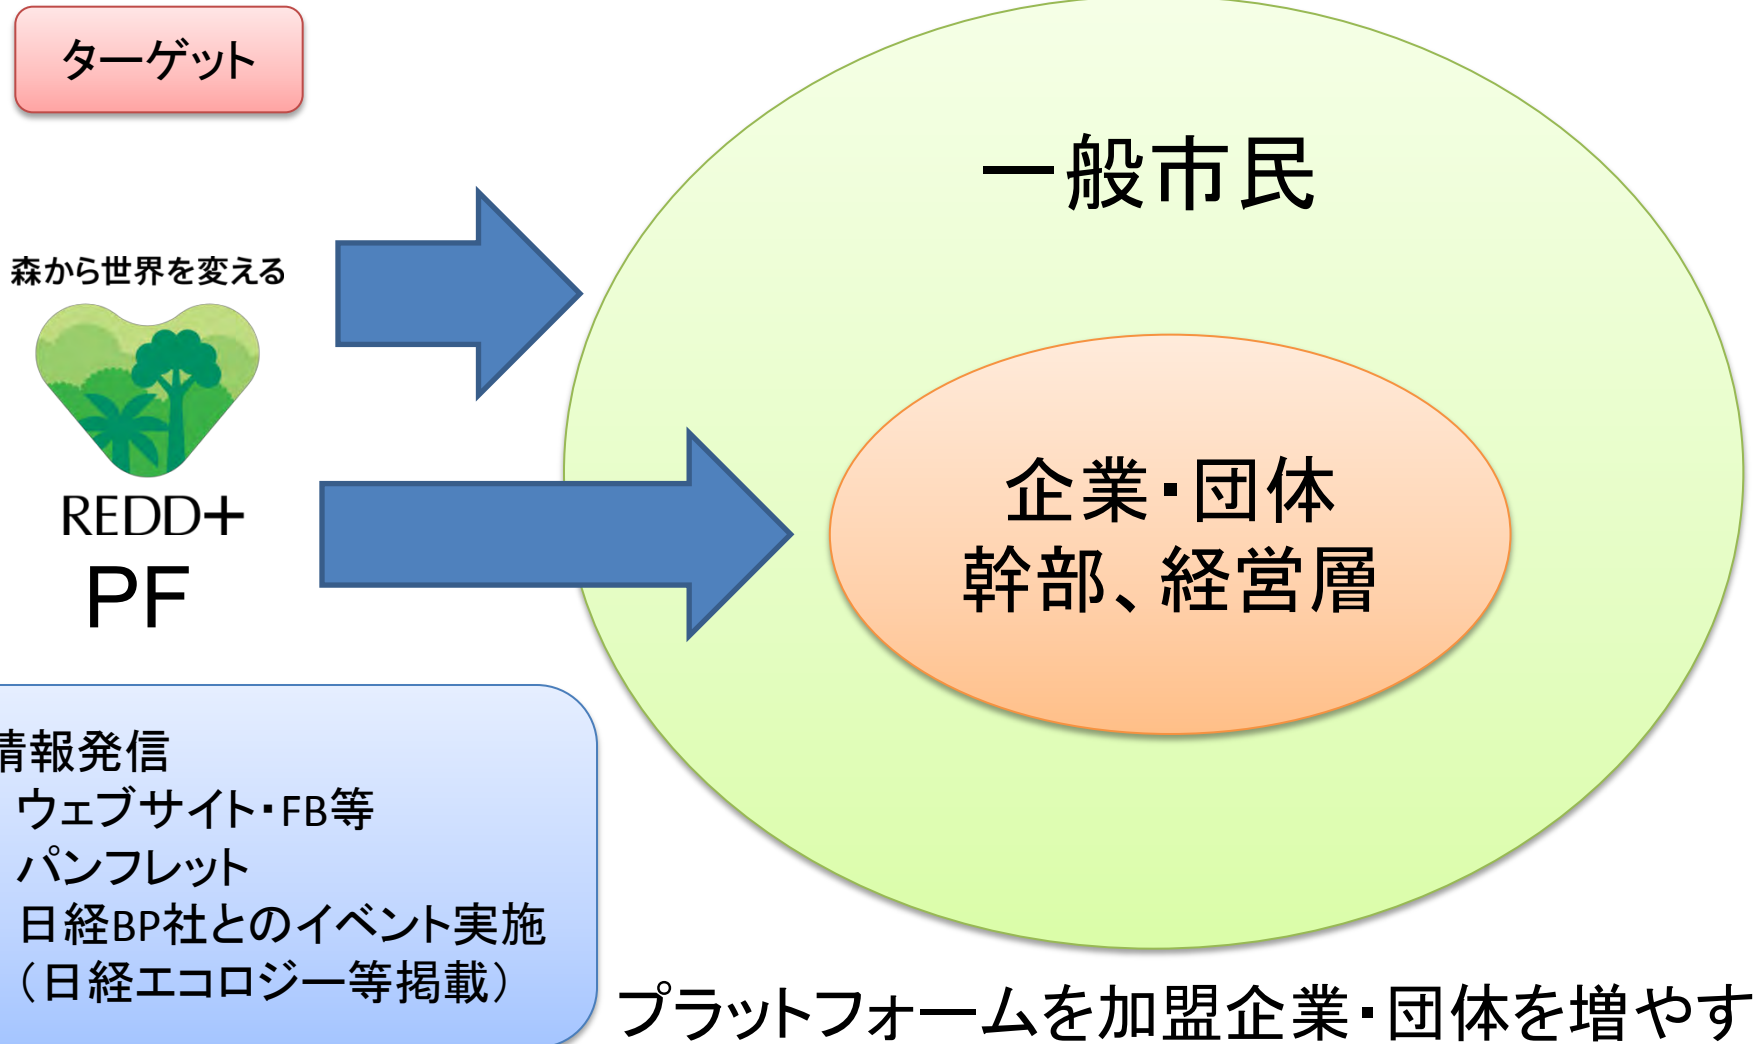 ターゲット
一般市民
森から世界を変える
REDD+
PF
企業・団体
幹部、経営層
情報発信
ウェブサイト・FB等
パンフレット
日経BP社とのイベント実施
（日経エコロジー等掲載）
プラットフォームを加盟企業・団体を増やす